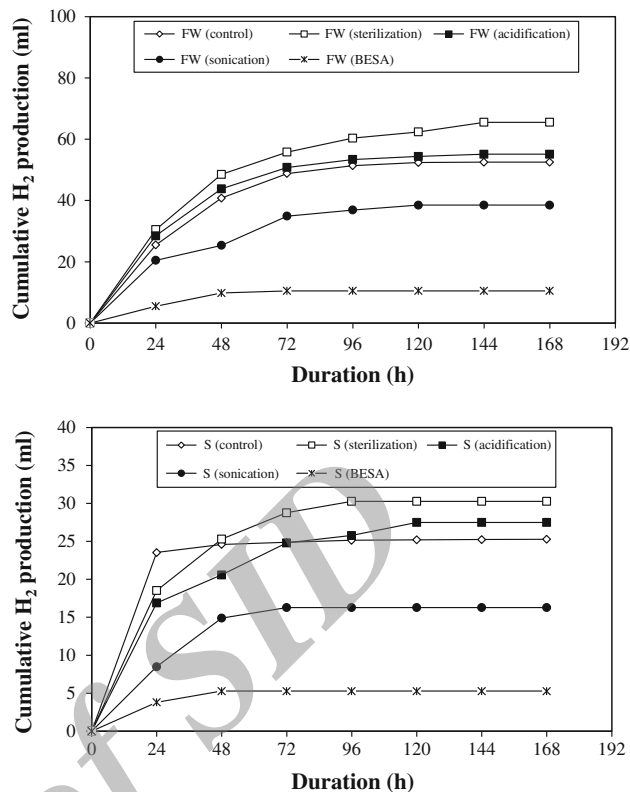 Cumulative H₂ production (ml)
100
80
60
40
20
0
FW (control) FW (sterilization) FW (acidification)
FW (sonication) FW (BESA)
0 24 48 72 96 120 144 168 192
Duration (h)
Cumulative H₂ production (ml)
40
35
30
25
20
15
10
5
0
S (control) S (sterilization) S (acidification)
S (sonication) S (BESA)
0 24 48 72 96 120 144 168 192
Duration (h)
of SID